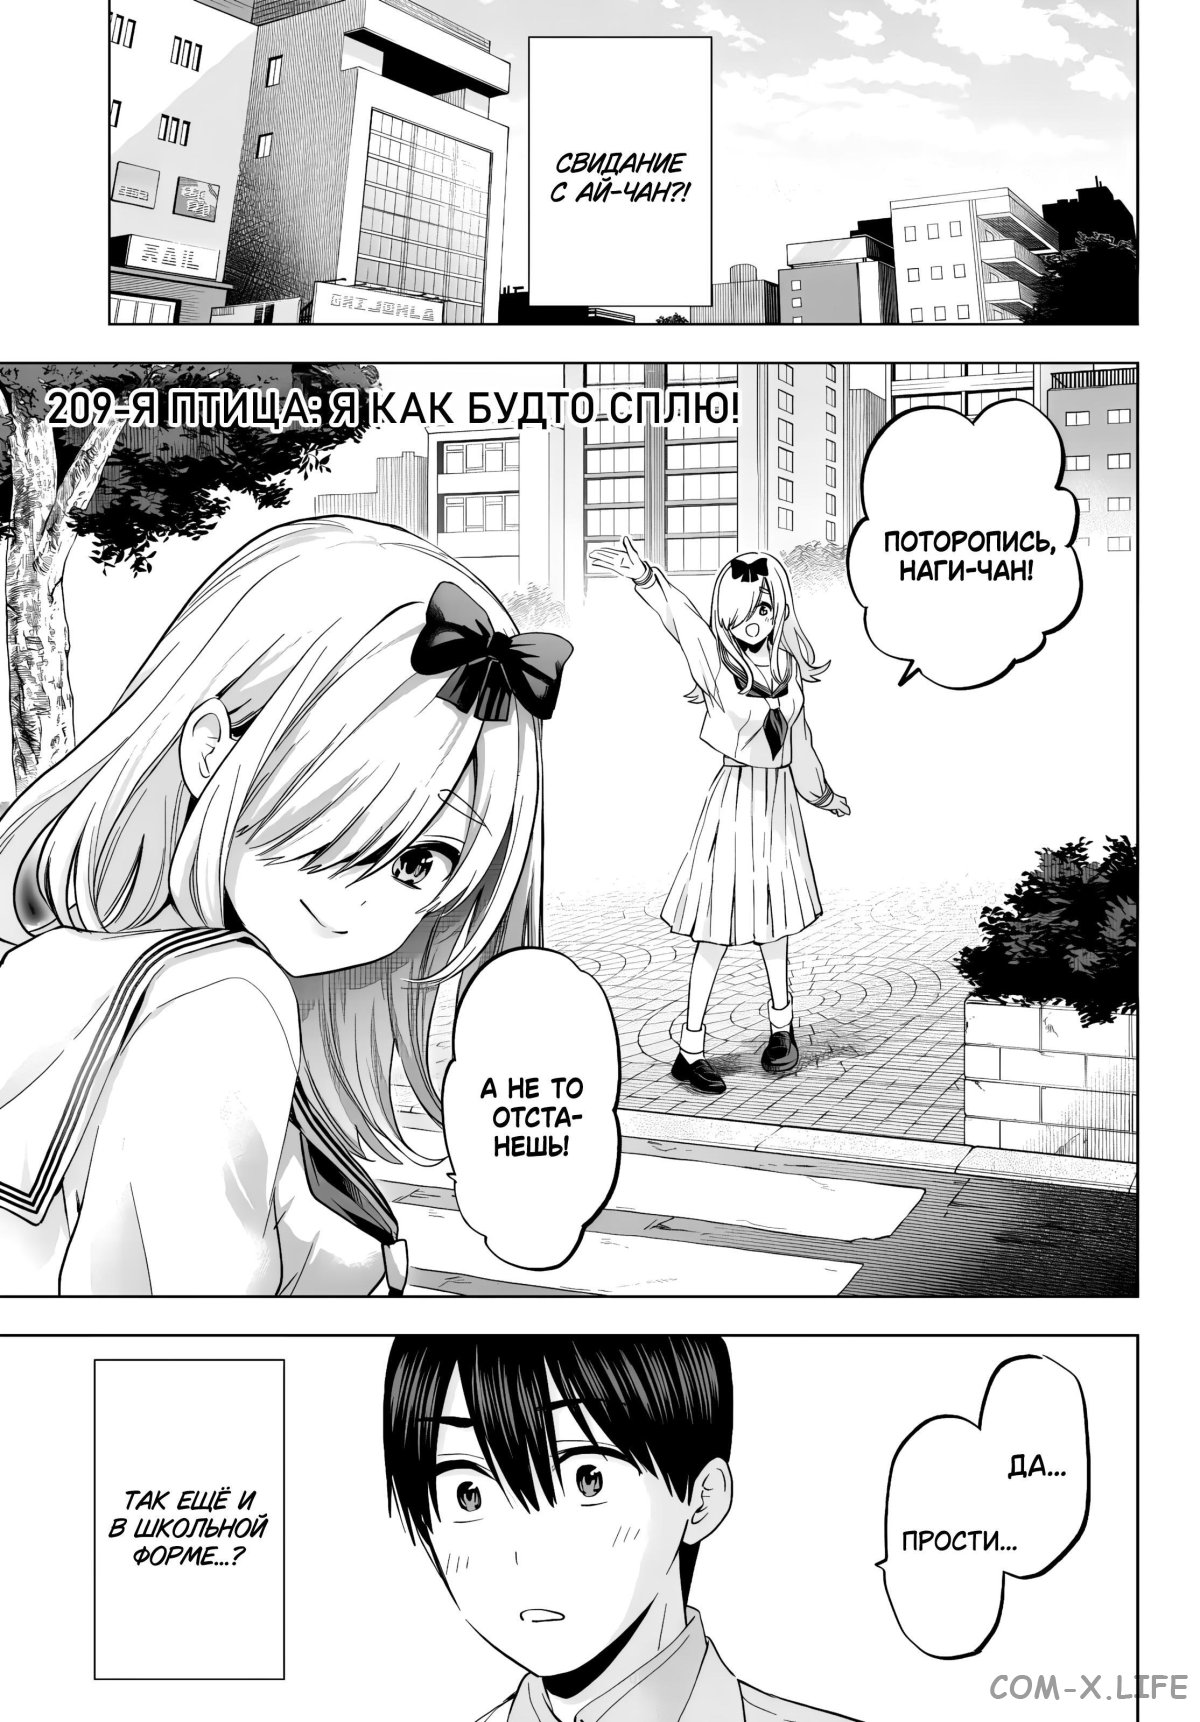 СВИДАНИЕ
С АЙ-ЧАН?!
XAIL
209-Я ПТИЦА: Я КАК БУДТО СПЛЮ!
ПОТОРОПИСЬ,
НАГИ-ЧАН!
А НЕ ТО
ОТСТА-
НЕШЬ!
ДА...
ПРОСТИ...
ТАК ЕЩЁ И
В ШКОЛЬНОЙ
ФОРМЕ...?
COM-X.LIFE